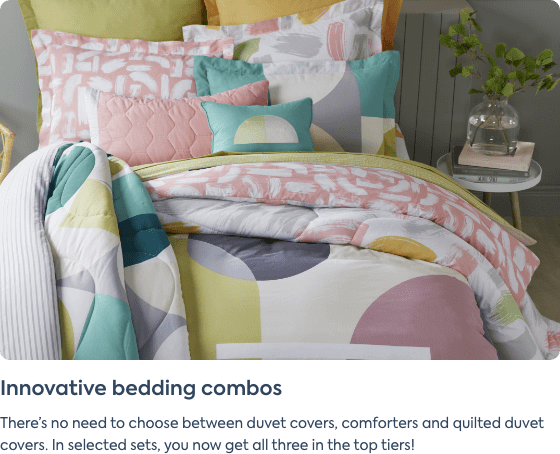 Innovative bedding combos
There's no need to choose between duvet covers, comforters and quilted duvet
covers. In selected sets, you now get all three in the top tiers!